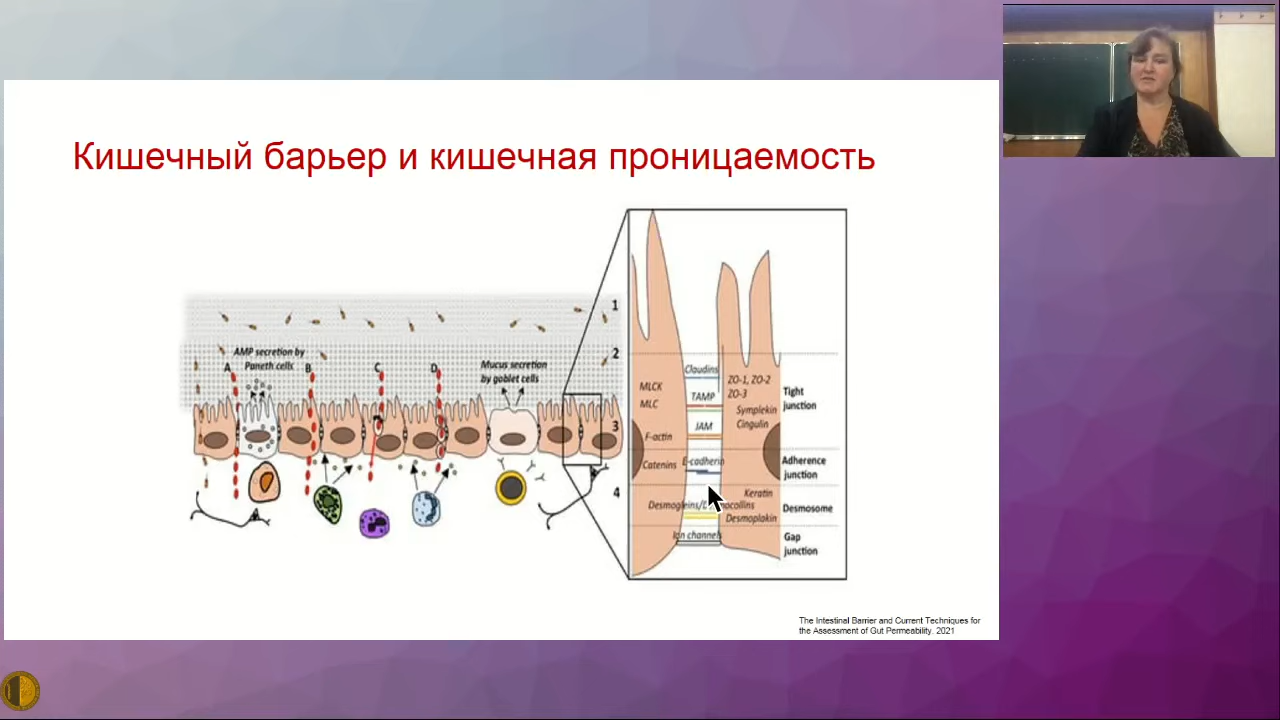 Кишечный барьер и кишечная проницаемость
1
2
AMP secretion by
Paneth cells
A
B
C
D
Mucus secretion
by goblet cells
3
4
Claudins
MLCK
MLC
TAMP
ZO-1, ZO-2
ZO-3
Tight
junction
Symplekin
Cingulin
JAM
F-actin
Catenins
E-cadherin
Adherence
junction
Keratin
Desmosome
Desmoplakin
Ion channels
Gap
junction
The Intestinal Barrier and Current Techniques for
the Assessment of Gut Permeability, 2021